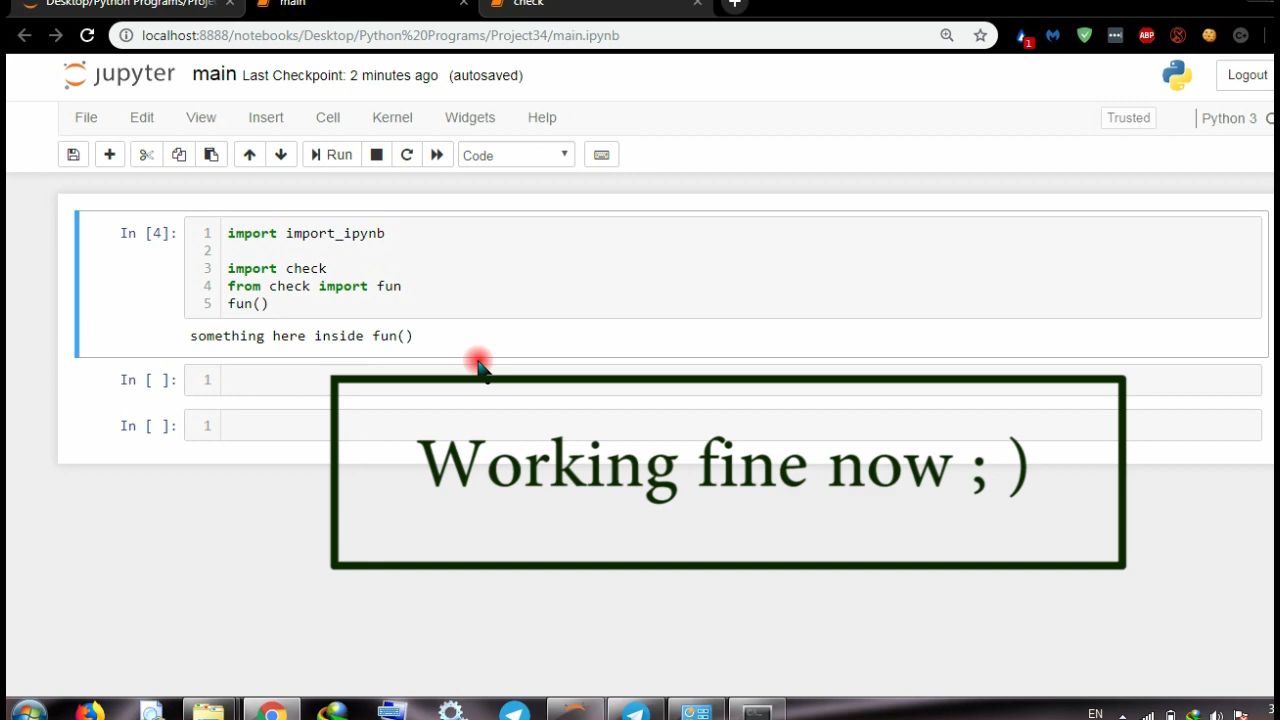 Desktop/Python Programs/Proje
main
check
localhost:8888/notebooks/Desktop/Python%20Programs/Project34/main.ipynb
1
ABP
jupyter main Last Checkpoint: 2 minutes ago (autosaved)
Logout
File Edit View Insert Cell Kernel Widgets Help
Trusted
Python 3
Run
Code
In [4]:
1 import import_ipynb
2
3 import check
4 from check import fun
5 fun()
something here inside fun()
In [ ]: 1
In [ ]: 1
Working fine now ; )
EN